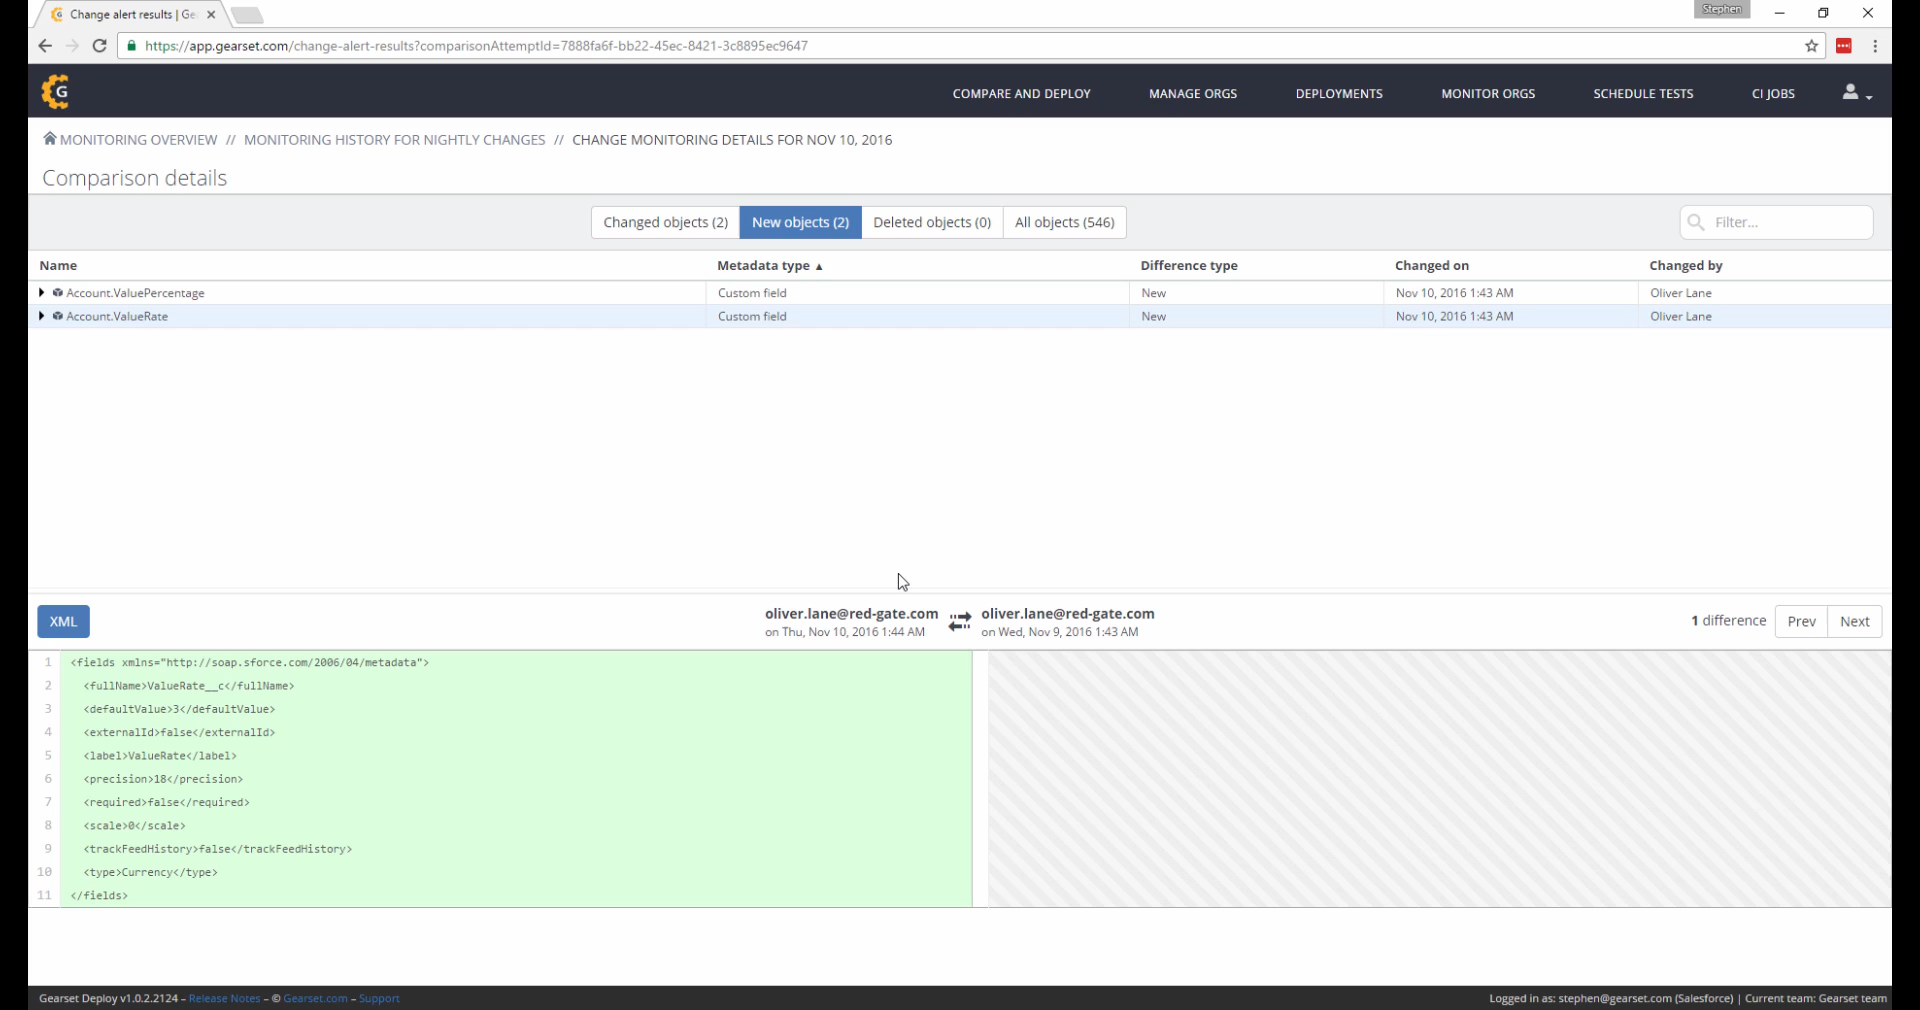 Change alert results | Ge
Stephen
https://app.gearset.com/change-alert-results?comparisonAttemptId=7888fa6f-bb22-45ec-8421-3c8895ec9647
G
COMPARE AND DEPLOY
MANAGE ORGS
DEPLOYMENTS
MONITOR ORGS
SCHEDULE TESTS
CI JOBS
MONITORING OVERVIEW // MONITORING HISTORY FOR NIGHTLY CHANGES // CHANGE MONITORING DETAILS FOR NOV 10, 2016
Comparison details
Changed objects (2)
New objects (2)
Deleted objects (0)
All objects (546)
Filter...
Name Metadata type ▲ Difference type Changed on Changed by
Account.ValuePercentage Custom field New Nov 10, 2016 1:43 AM Oliver Lane
Account.ValueRate Custom field New Nov 10, 2016 1:43 AM Oliver Lane
XML
oliver.lane@red-gate.com
on Thu, Nov 10, 2016 1:44 AM
oliver.lane@red-gate.com
on Wed, Nov 9, 2016 1:43 AM
1 difference
Prev
Next
1 <fields xmlns="http://soap.sforce.com/2006/04/metadata">
2 <fullName>ValueRate__c</fullName>
3 <defaultValue>3</defaultValue>
4 <externalId>false</externalId>
5 <label>ValueRate</label>
6 <precision>18</precision>
7 <required>false</required>
8 <scale>0</scale>
9 <trackFeedHistory>false</trackFeedHistory>
10 <type>Currency</type>
11 </fields>
Gearset Deploy v1.0.2.2124 – Release Notes – © Gearset.com – Support
Logged in as: stephen@gearset.com (Salesforce) | Current team: Gearset team